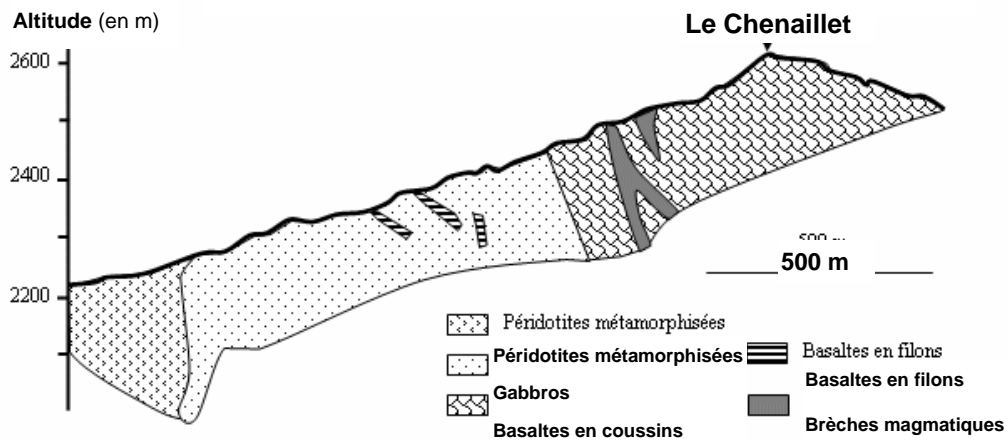 Altitude (en m)
Le Chenaillet
2600
2400
2200
500 m
Péridotites métamorphisées
Péridotites métamorphisées
Basaltes en filons
Gabbros
Basaltes en filons
Basaltes en coussins
Brèches magmatiques